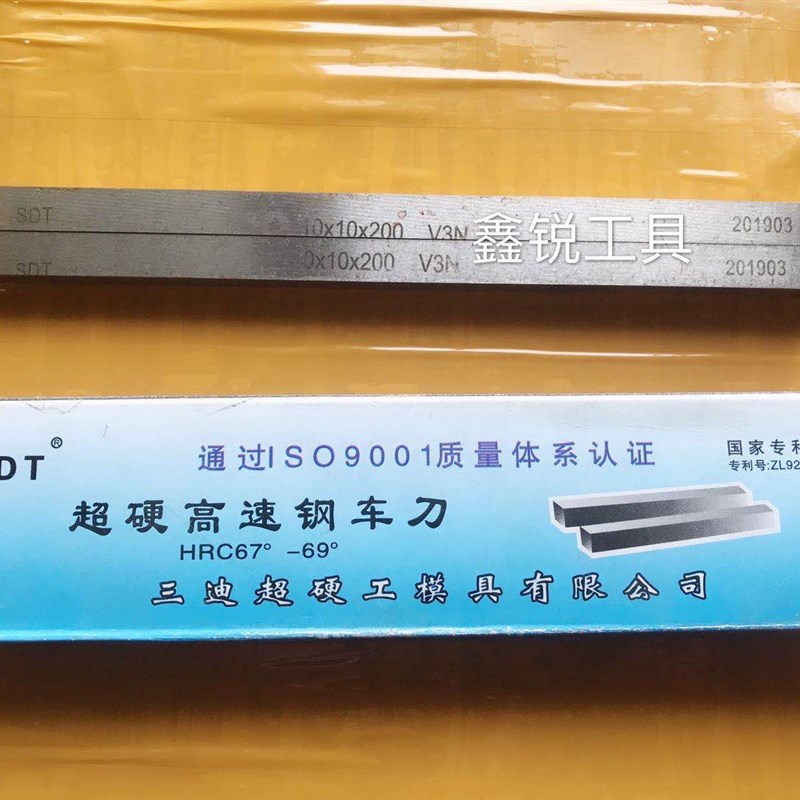 SDT 10x10x200 V3N 201903
鑫锐工具
SDT 0x10x200 V3N 201903
DT®
通过ISO9001质量体系认证
国家专利
专利号:ZL92
超硬高速钢车刀
HRC67° -69°
三迪超硬工模具有限公司